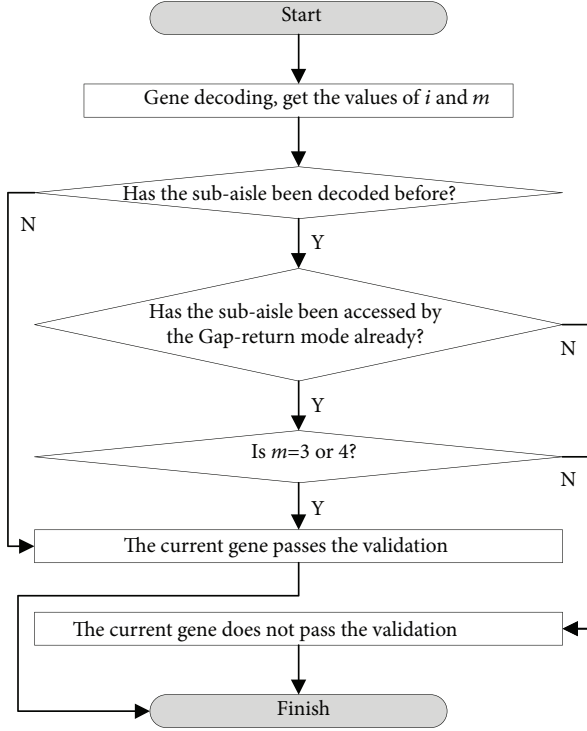 Start
Gene decoding, get the values of i and m
Has the sub-aisle been decoded before?
N
Y
Has the sub-aisle been accessed by
the Gap-return mode already?
N
Y
Is m=3 or 4?
N
Y
The current gene passes the validation
The current gene does not pass the validation
Finish